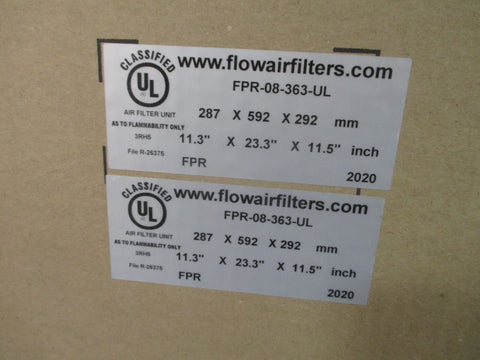 CLASSIFIED
UL
AIR FILTER UNIT
AS TO FLAMMABILITY ONLY
3RH5
File R-26375
www.flowairfilters.com
FPR-08-363-UL
287 X 592 X 292 mm
11.3" X 23.3" X 11.5" inch
FPR
2020
CLASSIFIED
UL
AIR FILTER UNIT
AS TO FLAMMABILITY ONLY
3RH5
File R-26375
www.flowairfilters.com
FPR-08-363-UL
287 X 592 X 292 mm
11.3" X 23.3" X 11.5" inch
FPR
2020